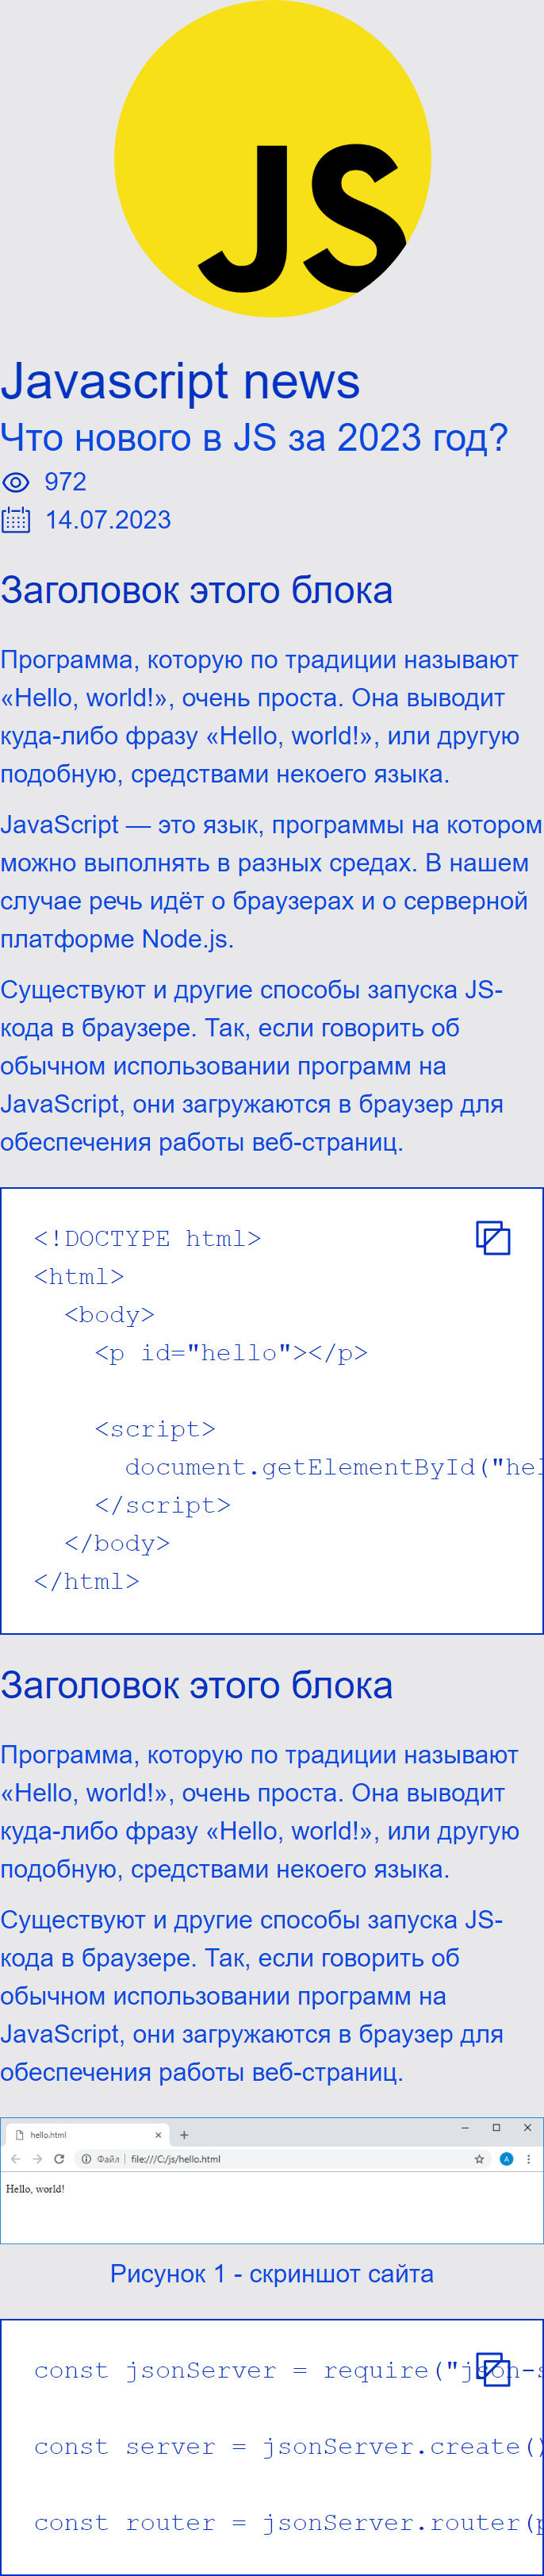 JS
Javascript news
Что нового в JS за 2023 год?
972
14.07.2023
Заголовок этого блока
Программа, которую по традиции называют
«Hello, world!», очень проста. Она выводит
куда-либо фразу «Hello, world!», или другую
подобную, средствами некоего языка.
JavaScript — это язык, программы на котором
можно выполнять в разных средах. В нашем
случае речь идёт о браузерах и о серверной
платформе Node.js.
Существуют и другие способы запуска JS-
кода в браузере. Так, если говорить об
обычном использовании программ на
JavaScript, они загружаются в браузер для
обеспечения работы веб-страниц.
<!DOCTYPE html>
<html>
  <body>
    <p id="hello"></p>
    <script>
      document.getElementById("hel
    </script>
  </body>
</html>
Заголовок этого блока
Программа, которую по традиции называют
«Hello, world!», очень проста. Она выводит
куда-либо фразу «Hello, world!», или другую
подобную, средствами некоего языка.
Существуют и другие способы запуска JS-
кода в браузере. Так, если говорить об
обычном использовании программ на
JavaScript, они загружаются в браузер для
обеспечения работы веб-страниц.
hello.html
Файл | file:///C:/js/hello.html
A
Hello, world!
Рисунок 1 - скриншот сайта
const jsonServer = require("json-s
const server = jsonServer.create()
const router = jsonServer.router(p